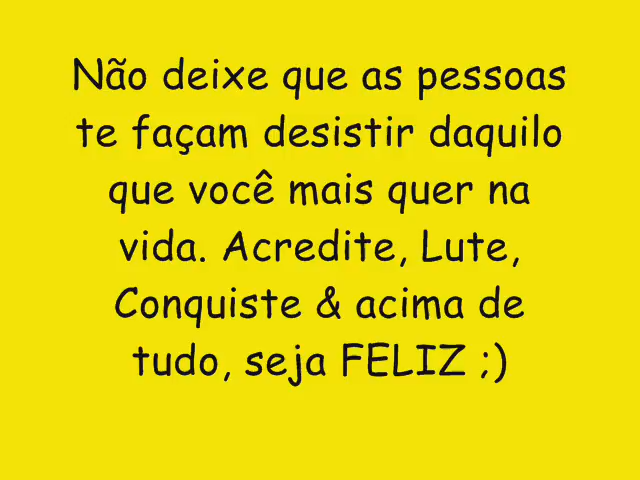 Não deixe que as pessoas
te façam desistir daquilo
que você mais quer na
vida. Acredite, Lute,
Conquiste & acima de
tudo, seja FELIZ ;)